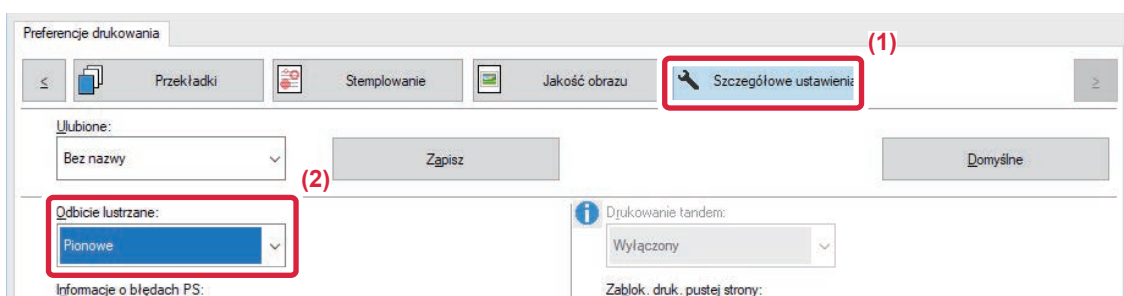 Preferencje drukowania
(1)
<
Przekładki
Stemplowanie
Jakość obrazu
Szczegółowe ustawienia
>
Ulubione:
Bez nazwy
Zapisz
Domyślne
(2)
Odbicie lustrzane:
Pionowe
Drukowanie tandem:
Wyłączony
Informacje o błędach PS:
Zablok. druk. pustej strony: